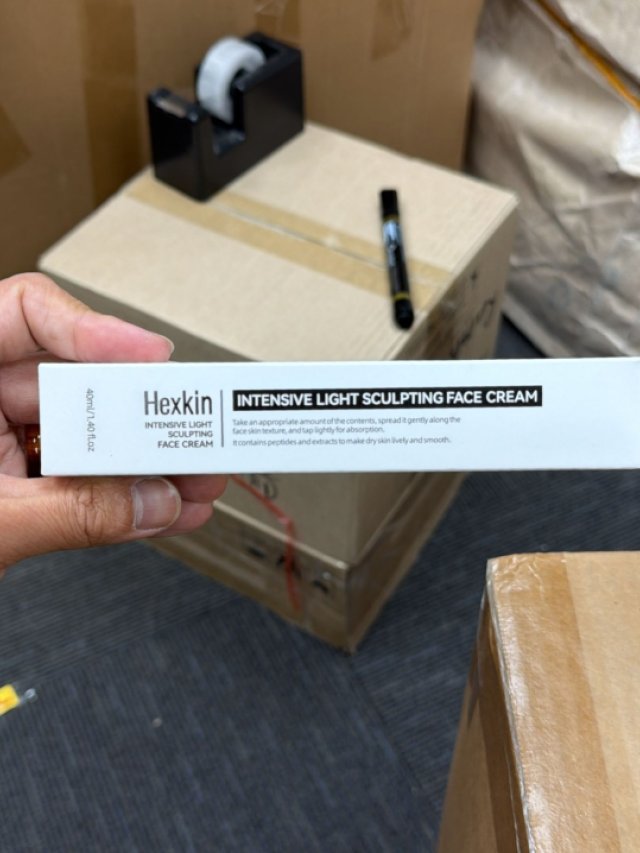 40ml/1.40 fl.oz
Hexkin
INTENSIVE LIGHT
SCULPTING
FACE CREAM
INTENSIVE LIGHT SCULPTING FACE CREAM
Take an appropriate amount of the contents, spread it gently along the
face skin texture, and tap lightly for absorption.
It contains peptides and extracts to make dry skin lively and smooth.